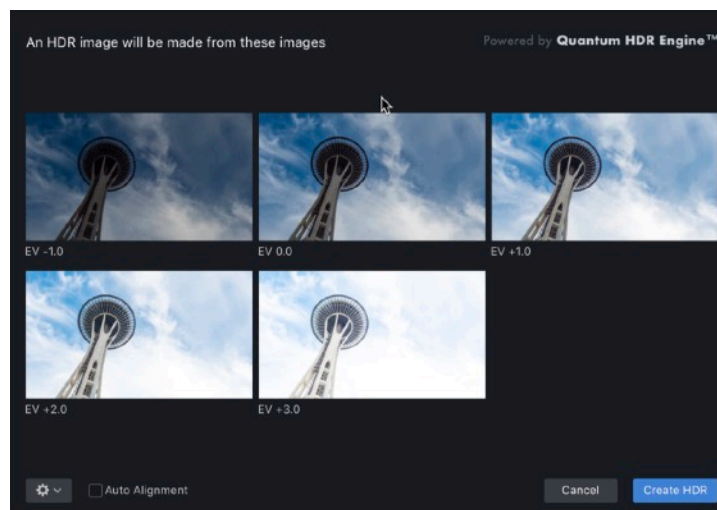 An HDR image will be made from these images
Powered by Quantum HDR Engine™
EV -1.0
EV 0.0
EV +1.0
EV +2.0
EV +3.0
Auto Alignment
Cancel
Create HDR